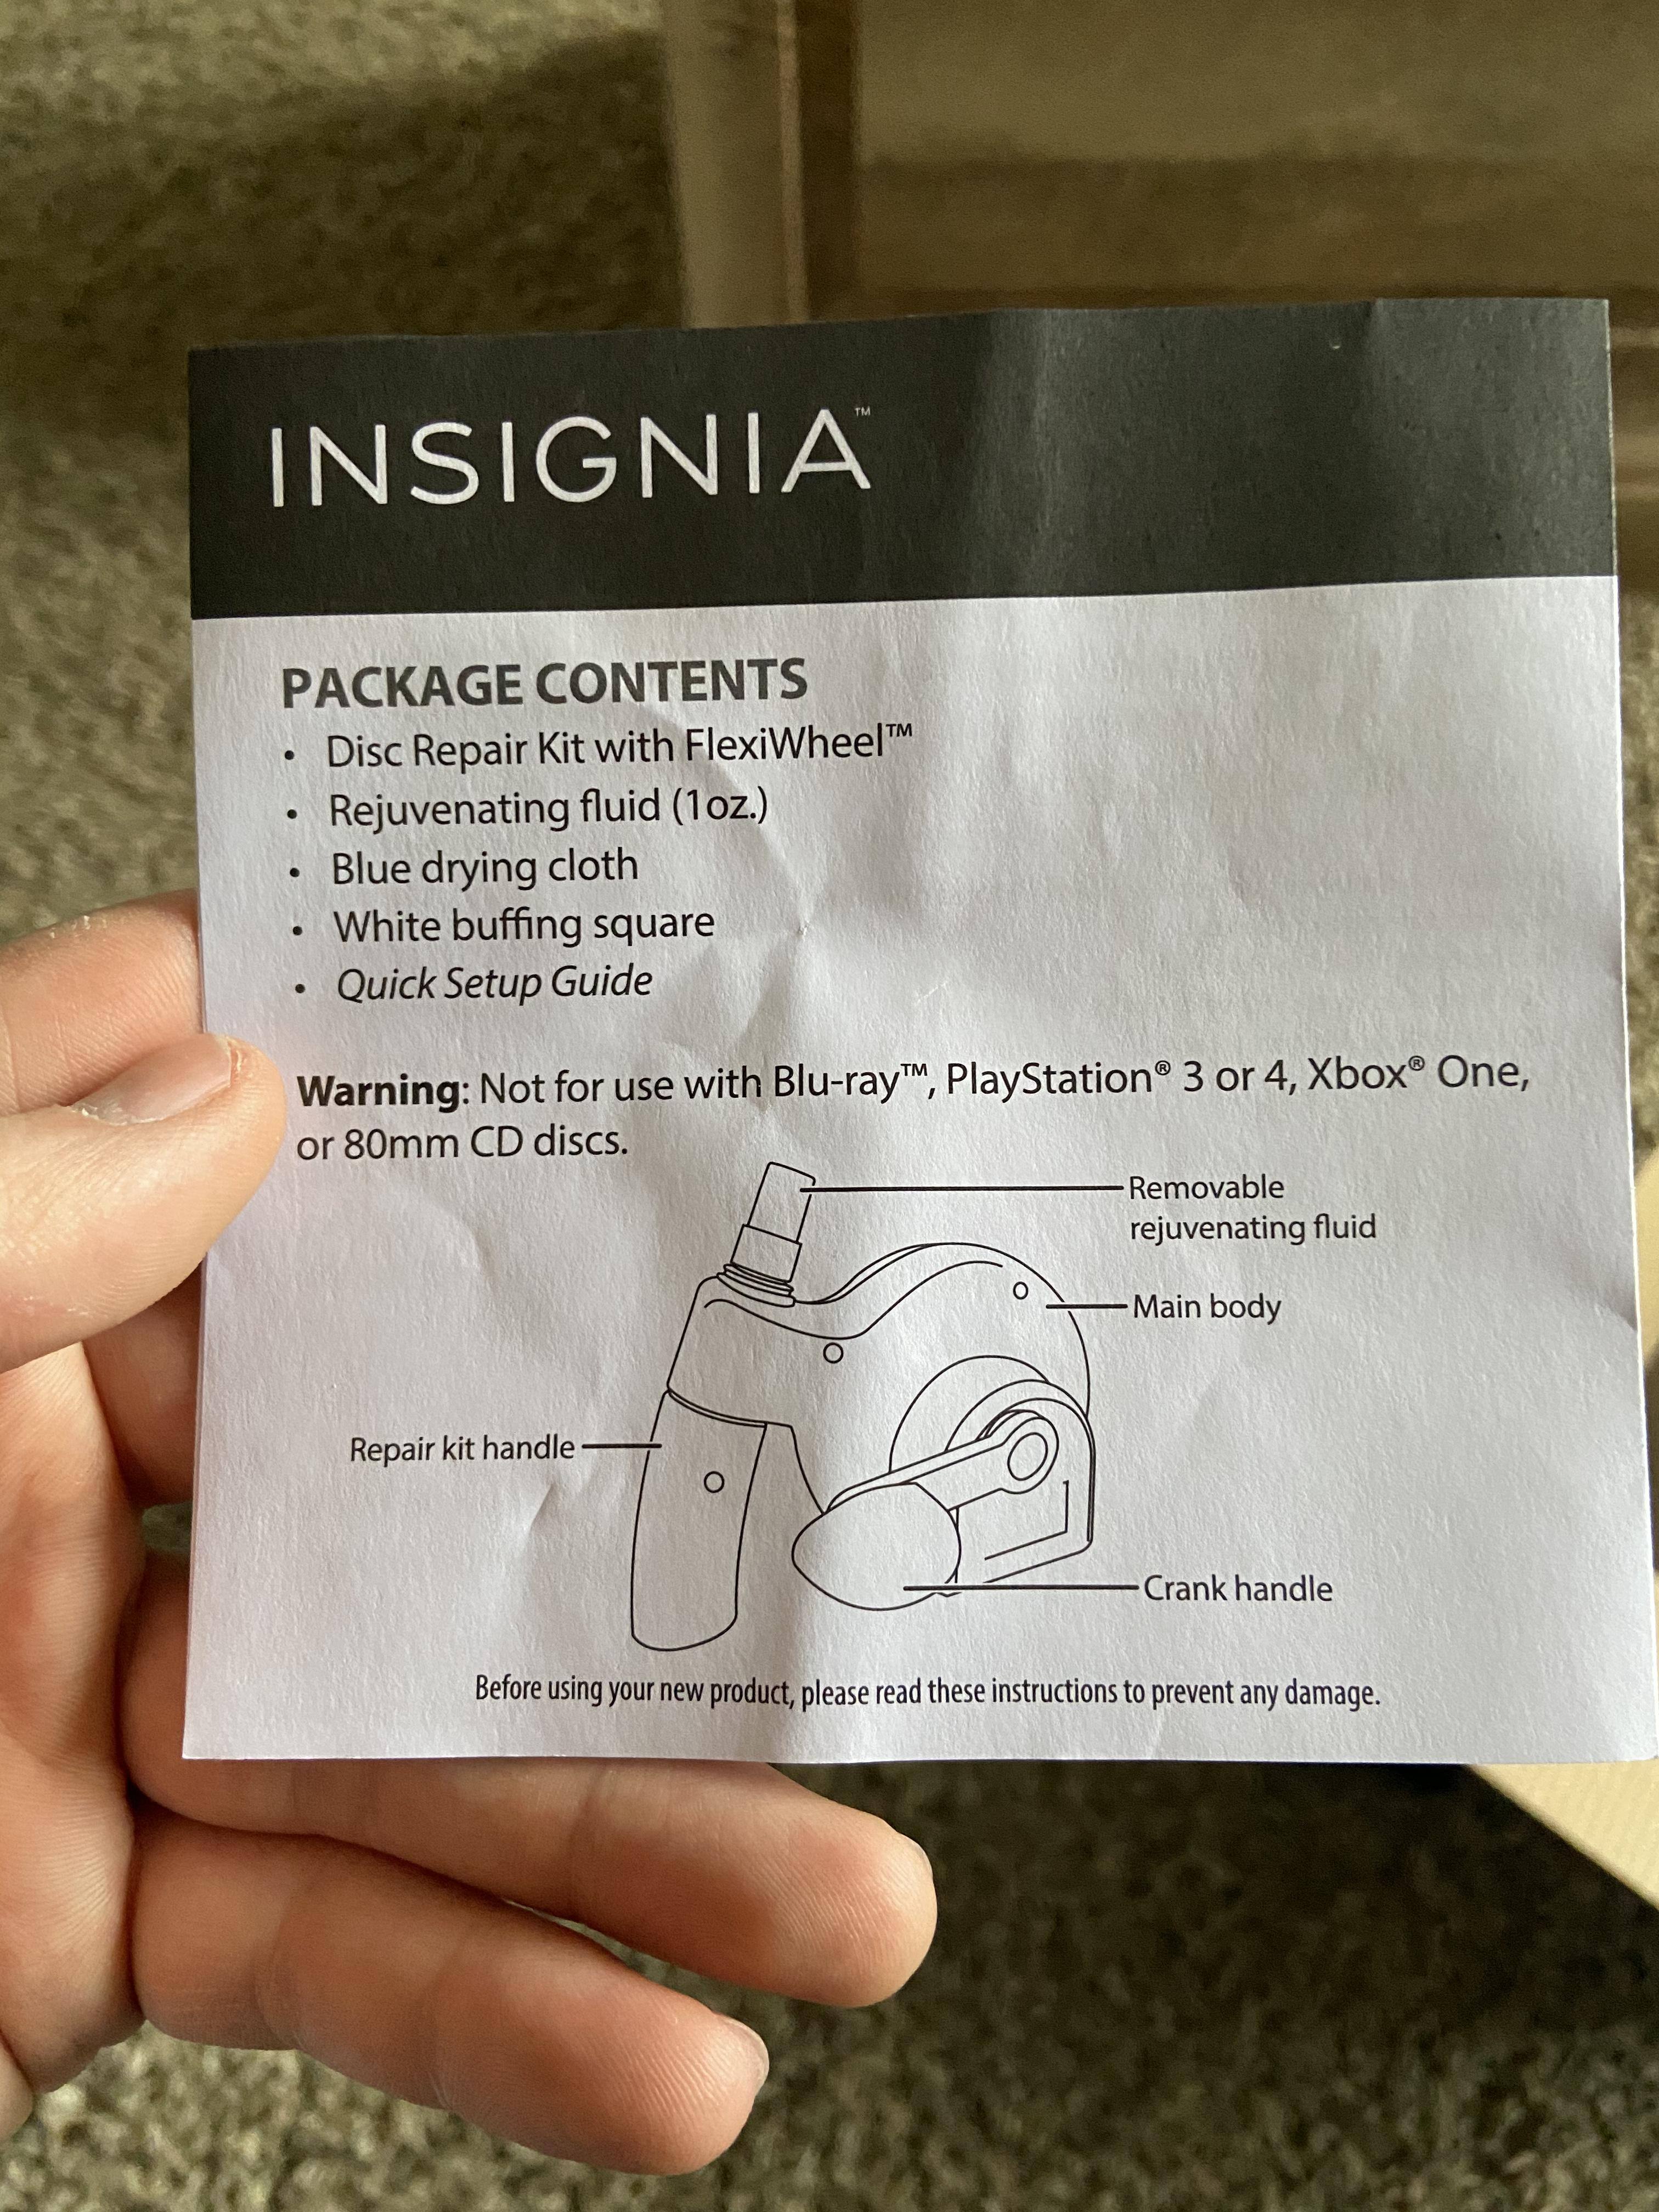 INSIGNIA™
PACKAGE CONTENTS
• Disc Repair Kit with FlexiWheel™
• Rejuvenating fluid (1oz.)
• Blue drying cloth
• White buffing square
• Quick Setup Guide
Warning: Not for use with Blu-ray™, PlayStation® 3 or 4, Xbox® One,
or 80mm CD discs.
Removable
rejuvenating fluid
Main body
Repair kit handle
Crank handle
Before using your new product, please read these instructions to prevent any damage.